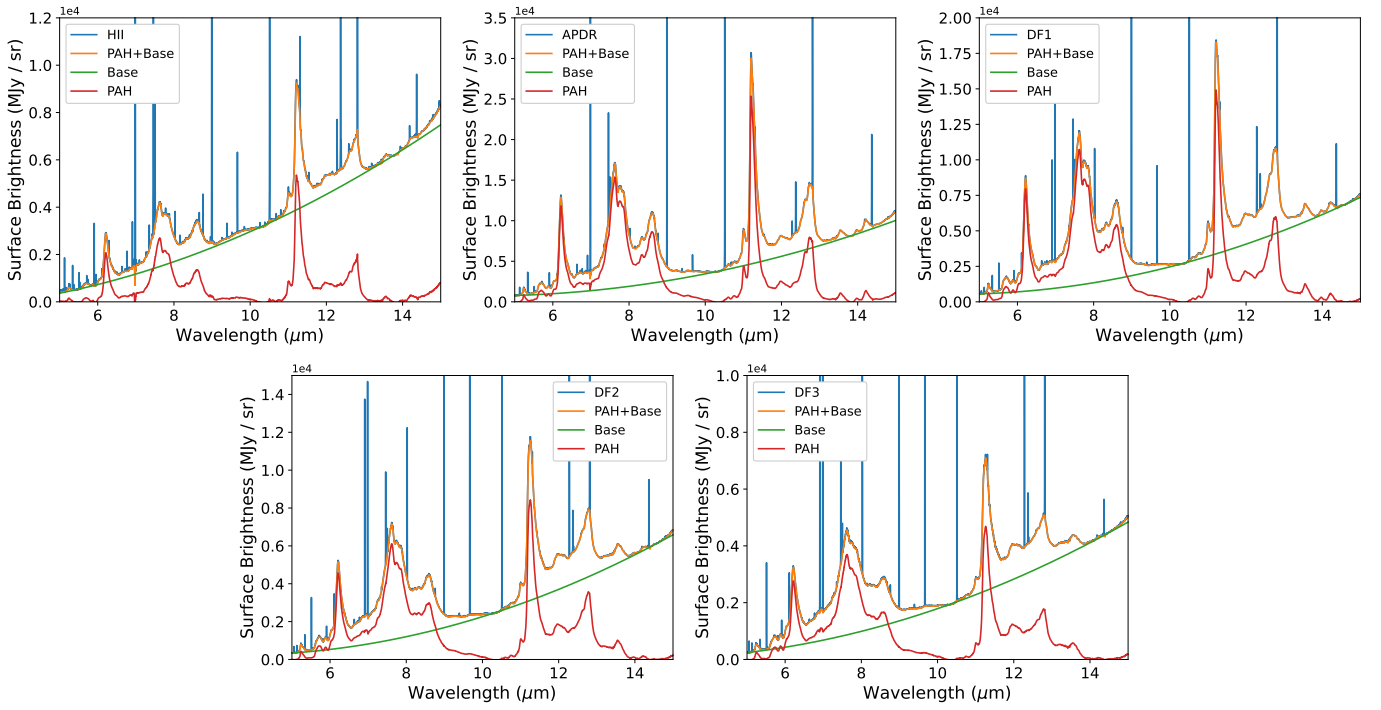 1e4
Surface Brightness (MJy / sr)
1.2
1.0
0.8
0.6
0.4
0.2
0.0
HII
PAH+Base
Base
PAH
8 10 12 14
6
Wavelength (μm)
1e4
Surface Brightness (MJy / sr)
3.5
3.0
2.5
2.0
1.5
1.0
0.5
0.0
APDR
PAH+Base
Base
PAH
6 8 10 12 14
Wavelength (μm)
1e4
Surface Brightness (MJy / sr)
2.00
1.75
1.50
1.25
1.00
0.75
0.50
0.25
0.00
DF1
PAH+Base
Base
PAH
6 8 10 12 14
Wavelength (μm)
1e4
Surface Brightness (MJy / sr)
1.4
1.2
1.0
0.8
0.6
0.4
0.2
0.0
DF2
PAH+Base
Base
PAH
6 8 10 12 14
Wavelength (μm)
1e4
Surface Brightness (MJy / sr)
1.0
0.8
0.6
0.4
0.2
0.0
DF3
PAH+Base
Base
PAH
6 8 10 12 14
Wavelength (μm)